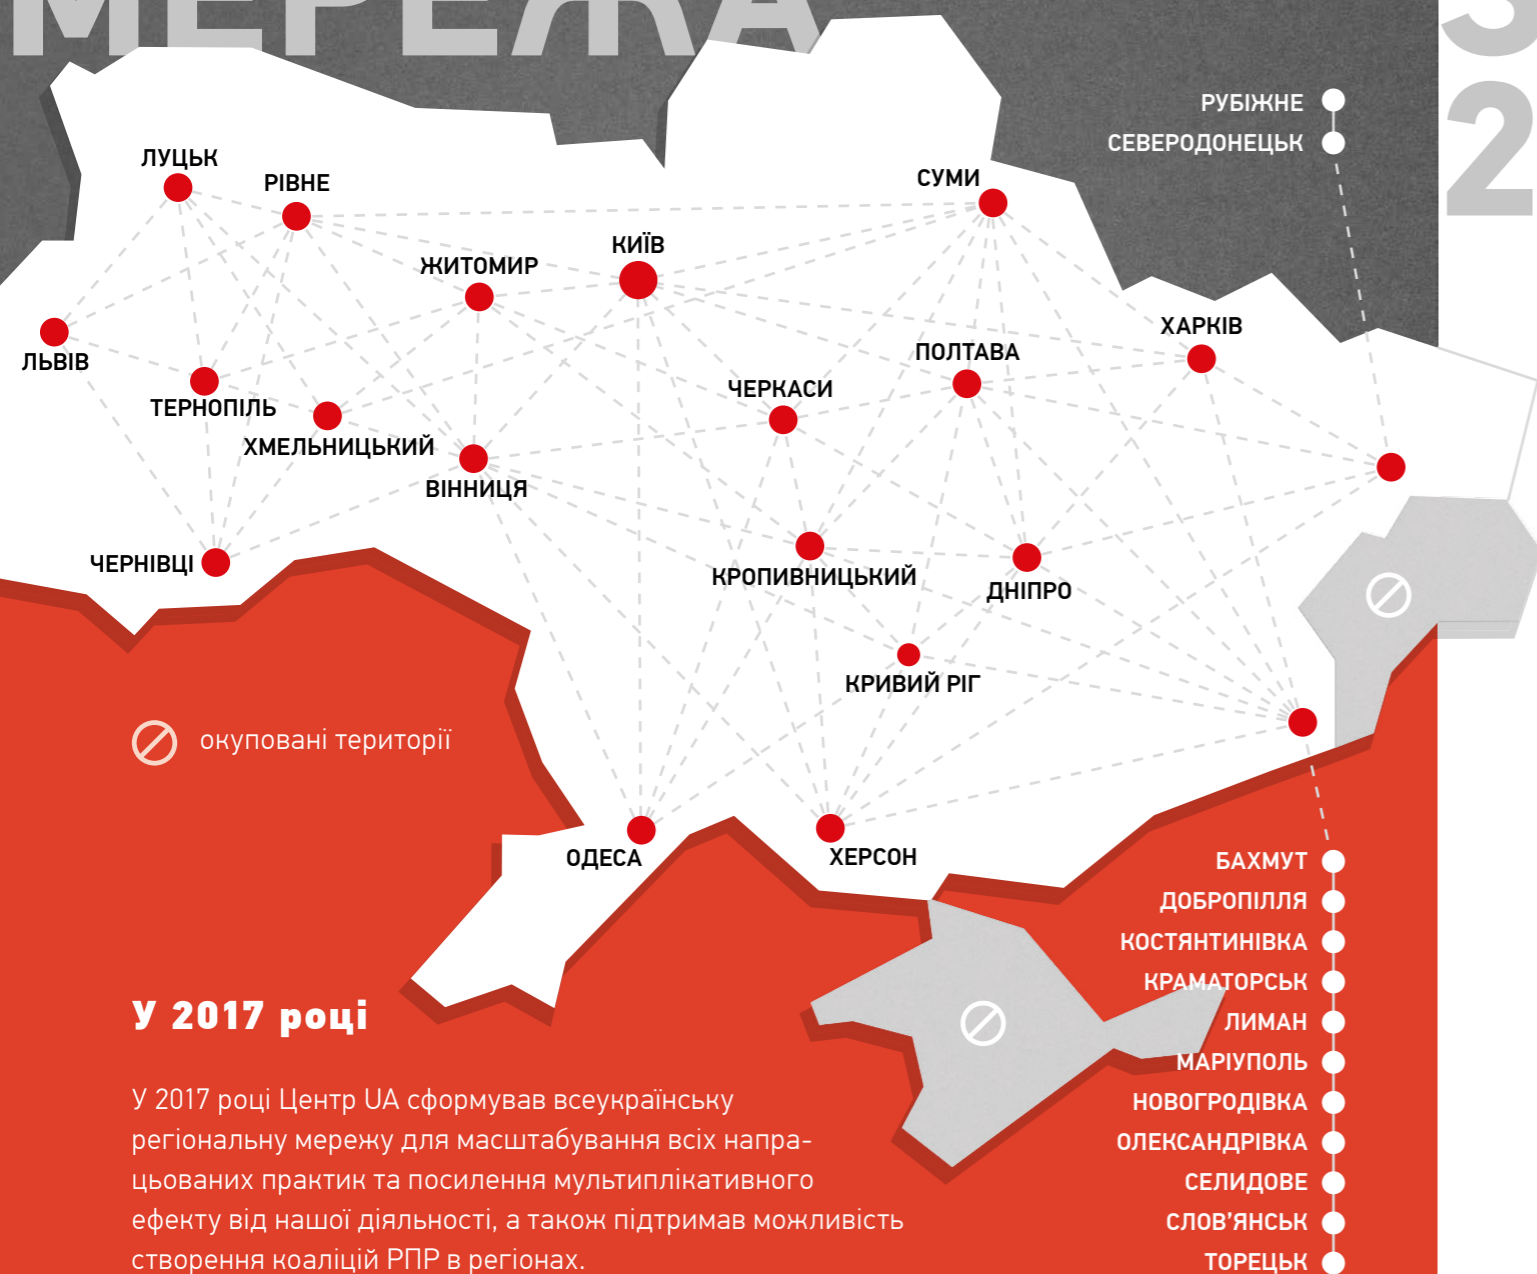 МЕРЕЖА
3
2
РУБІЖНЕ
СЕВЕРОДОНЕЦЬК
ЛУЦЬК
РІВНЕ
СУМИ
КИЇВ
ЖИТОМИР
ХАРКІВ
ПОЛТАВА
ЛЬВІВ
ЧЕРКАСИ
ТЕРНОПІЛЬ
ХМЕЛЬНИЦЬКИЙ
ВІННИЦЯ
ЧЕРНІВЦІ
КРОПИВНИЦЬКИЙ
ДНІПРО
КРИВИЙ РІГ
окуповані території
ОДЕСА
ХЕРСОН
БАХМУТ
ДОБРОПІЛЛЯ
КОСТЯНТИНІВКА
КРАМАТОРСЬК
ЛИМАН
МАРІУПОЛЬ
НОВОГРОДІВКА
ОЛЕКСАНДРІВКА
СЕЛИДОВЕ
СЛОВ’ЯНСЬК
ТОРЕЦЬК
У 2017 році
У 2017 році Центр UA сформував всеукраїнську
регіональну мережу для масштабування всіх напра-
цьованих практик та посилення мультиплікативного
ефекту від нашої діяльності, а також підтримав можливість
створення коаліцій РПР в регіонах.